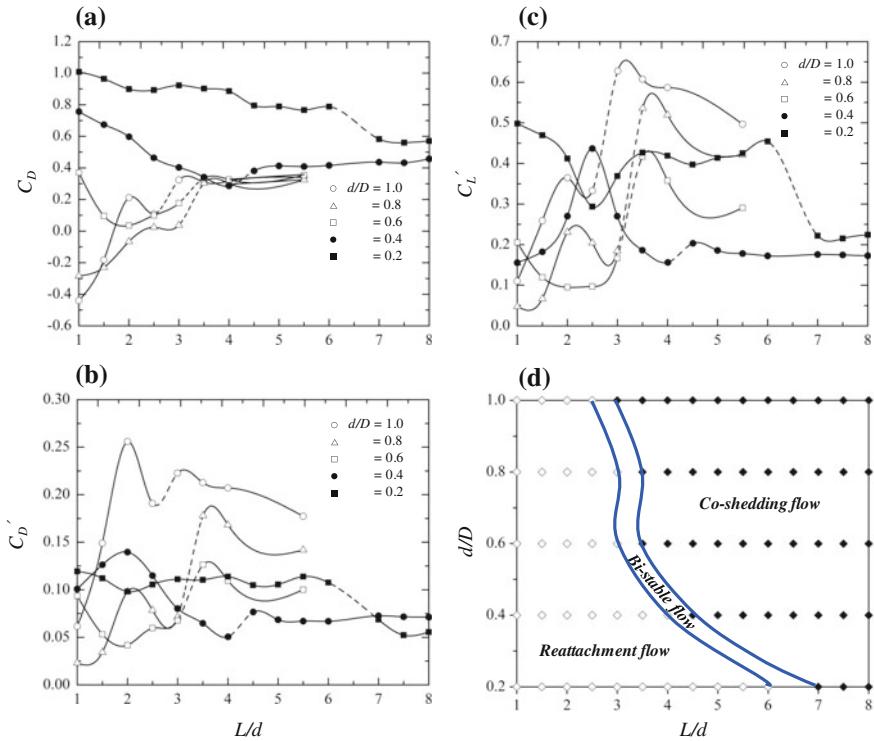 (a)
1.2
1.0
0.8
0.6
0.4
0.2
0.0
-0.2
-0.4
-0.6
C_D
1 2 3 4 5 6 7 8
d/D = 1.0
= 0.8
= 0.6
= 0.4
= 0.2
(c)
0.7
0.6
0.5
0.4
0.3
0.2
0.1
0.0
C_L′
1 2 3 4 5 6 7 8
d/D = 1.0
= 0.8
= 0.6
= 0.4
= 0.2
(b)
0.30
0.25
0.20
0.15
0.10
0.05
0.00
C_D′
1 2 3 4 5 6 7 8
L/d
d/D = 1.0
= 0.8
= 0.6
= 0.4
= 0.2
(d)
1.0
0.8
0.6
0.4
0.2
d/D
1 2 3 4 5 6 7 8
L/d
Co-shedding flow
Bi-stable flow
Reattachment flow